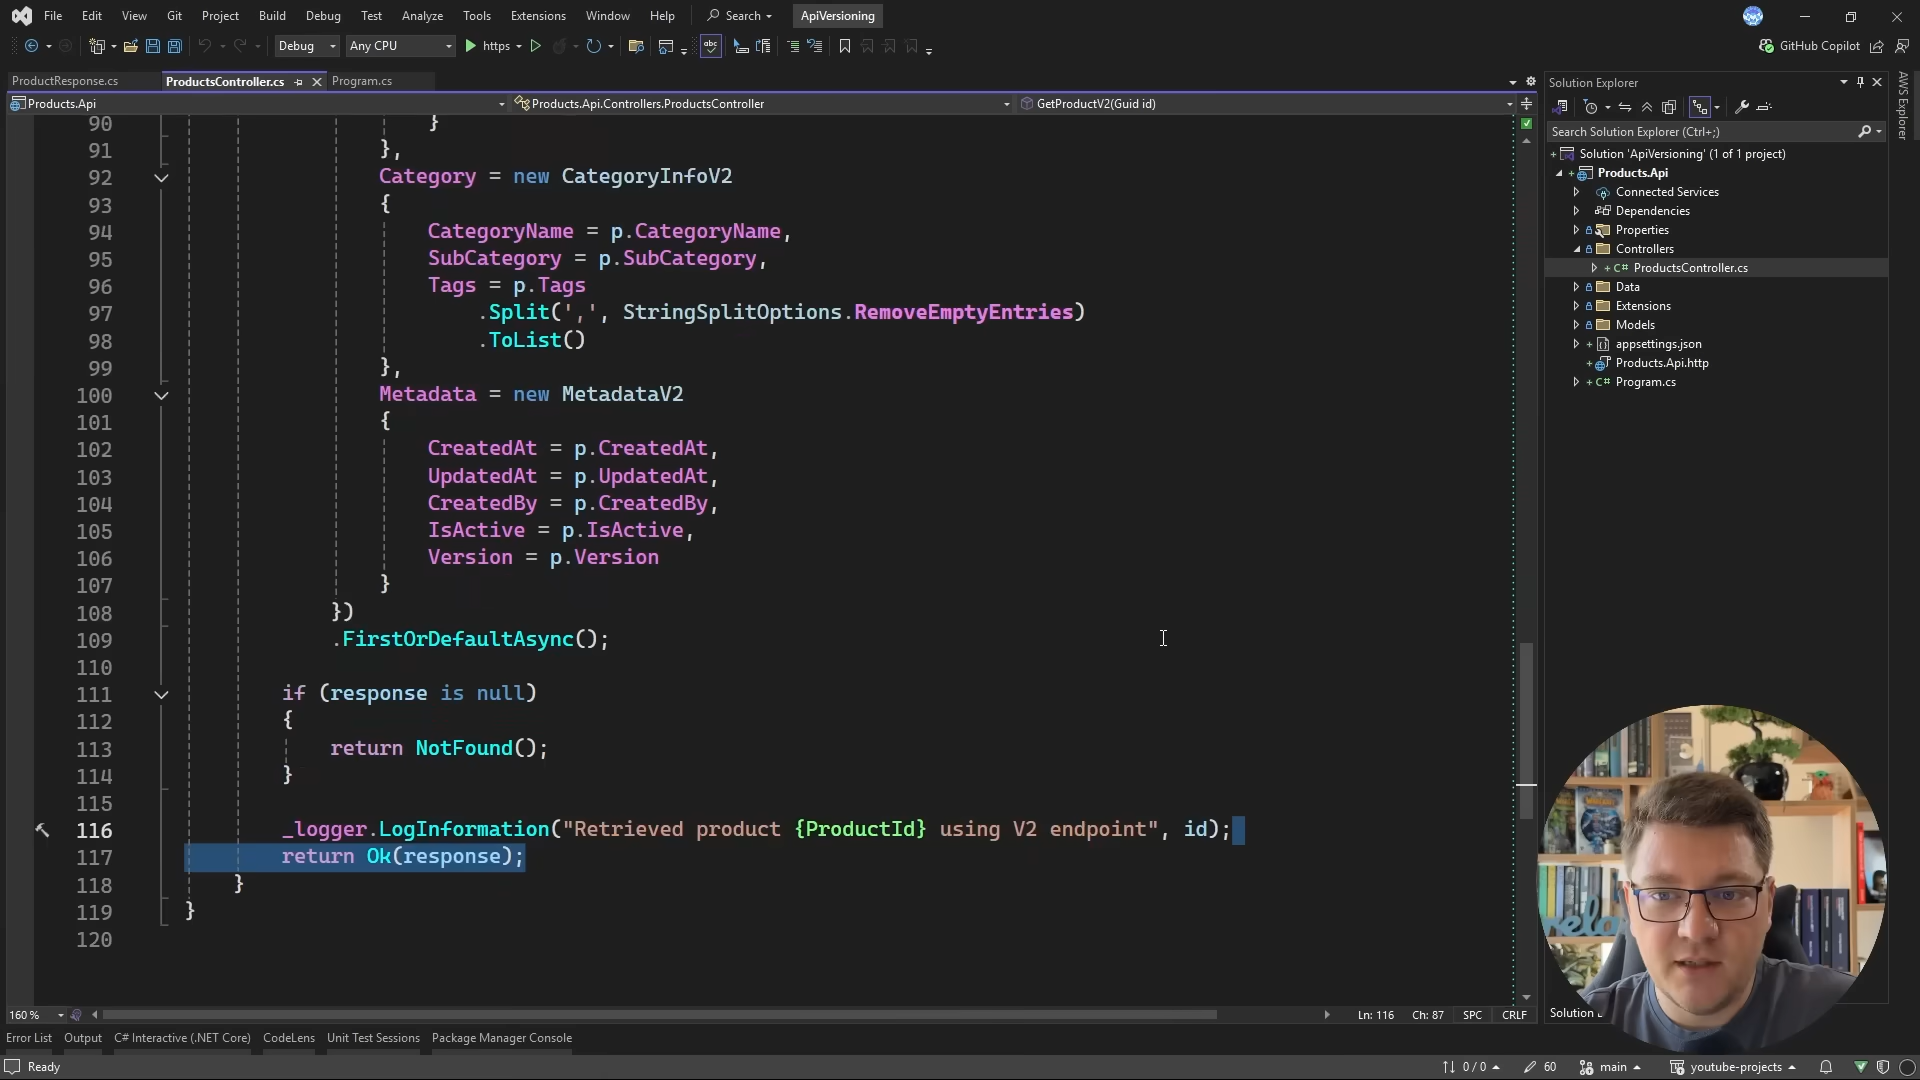 File Edit View Git Project Build Debug Test Analyze Tools Extensions Window Help Search ApiVersioning
Debug Any CPU https GitHub Copilot
ProductResponse.cs ProductsController.cs Program.cs
Products.Api Products.Api.Controllers.ProductsController GetProductV2(Guid id)
90 }
91 },
92 Category = new CategoryInfoV2
93 {
94 CategoryName = p.CategoryName,
95 SubCategory = p.SubCategory,
96 Tags = p.Tags
97 .Split(',', StringSplitOptions.RemoveEmptyEntries)
98 .ToList()
99 },
100 Metadata = new MetadataV2
101 {
102 CreatedAt = p.CreatedAt,
103 UpdatedAt = p.UpdatedAt,
104 CreatedBy = p.CreatedBy,
105 IsActive = p.IsActive,
106 Version = p.Version
107 }
108 })
109 .FirstOrDefaultAsync();
110
111 if (response is null)
112 {
113 return NotFound();
114 }
115
116 _logger.LogInformation("Retrieved product {ProductId} using V2 endpoint", id);
117 return Ok(response);
118 }
119 }
120
160 % Ln: 116 Ch: 87 SPC CRLF
Solution Explorer
Search Solution Explorer (Ctrl+;)
Solution 'ApiVersioning' (1 of 1 project)
Products.Api
Connected Services
Dependencies
Properties
Controllers
C# ProductsController.cs
Data
Extensions
Models
appsettings.json
Products.Api.http
C# Program.cs
AWS Explorer
Solution
Error List Output C# Interactive (.NET Core) CodeLens Unit Test Sessions Package Manager Console
Ready 0 / 0 60 main youtube-projects